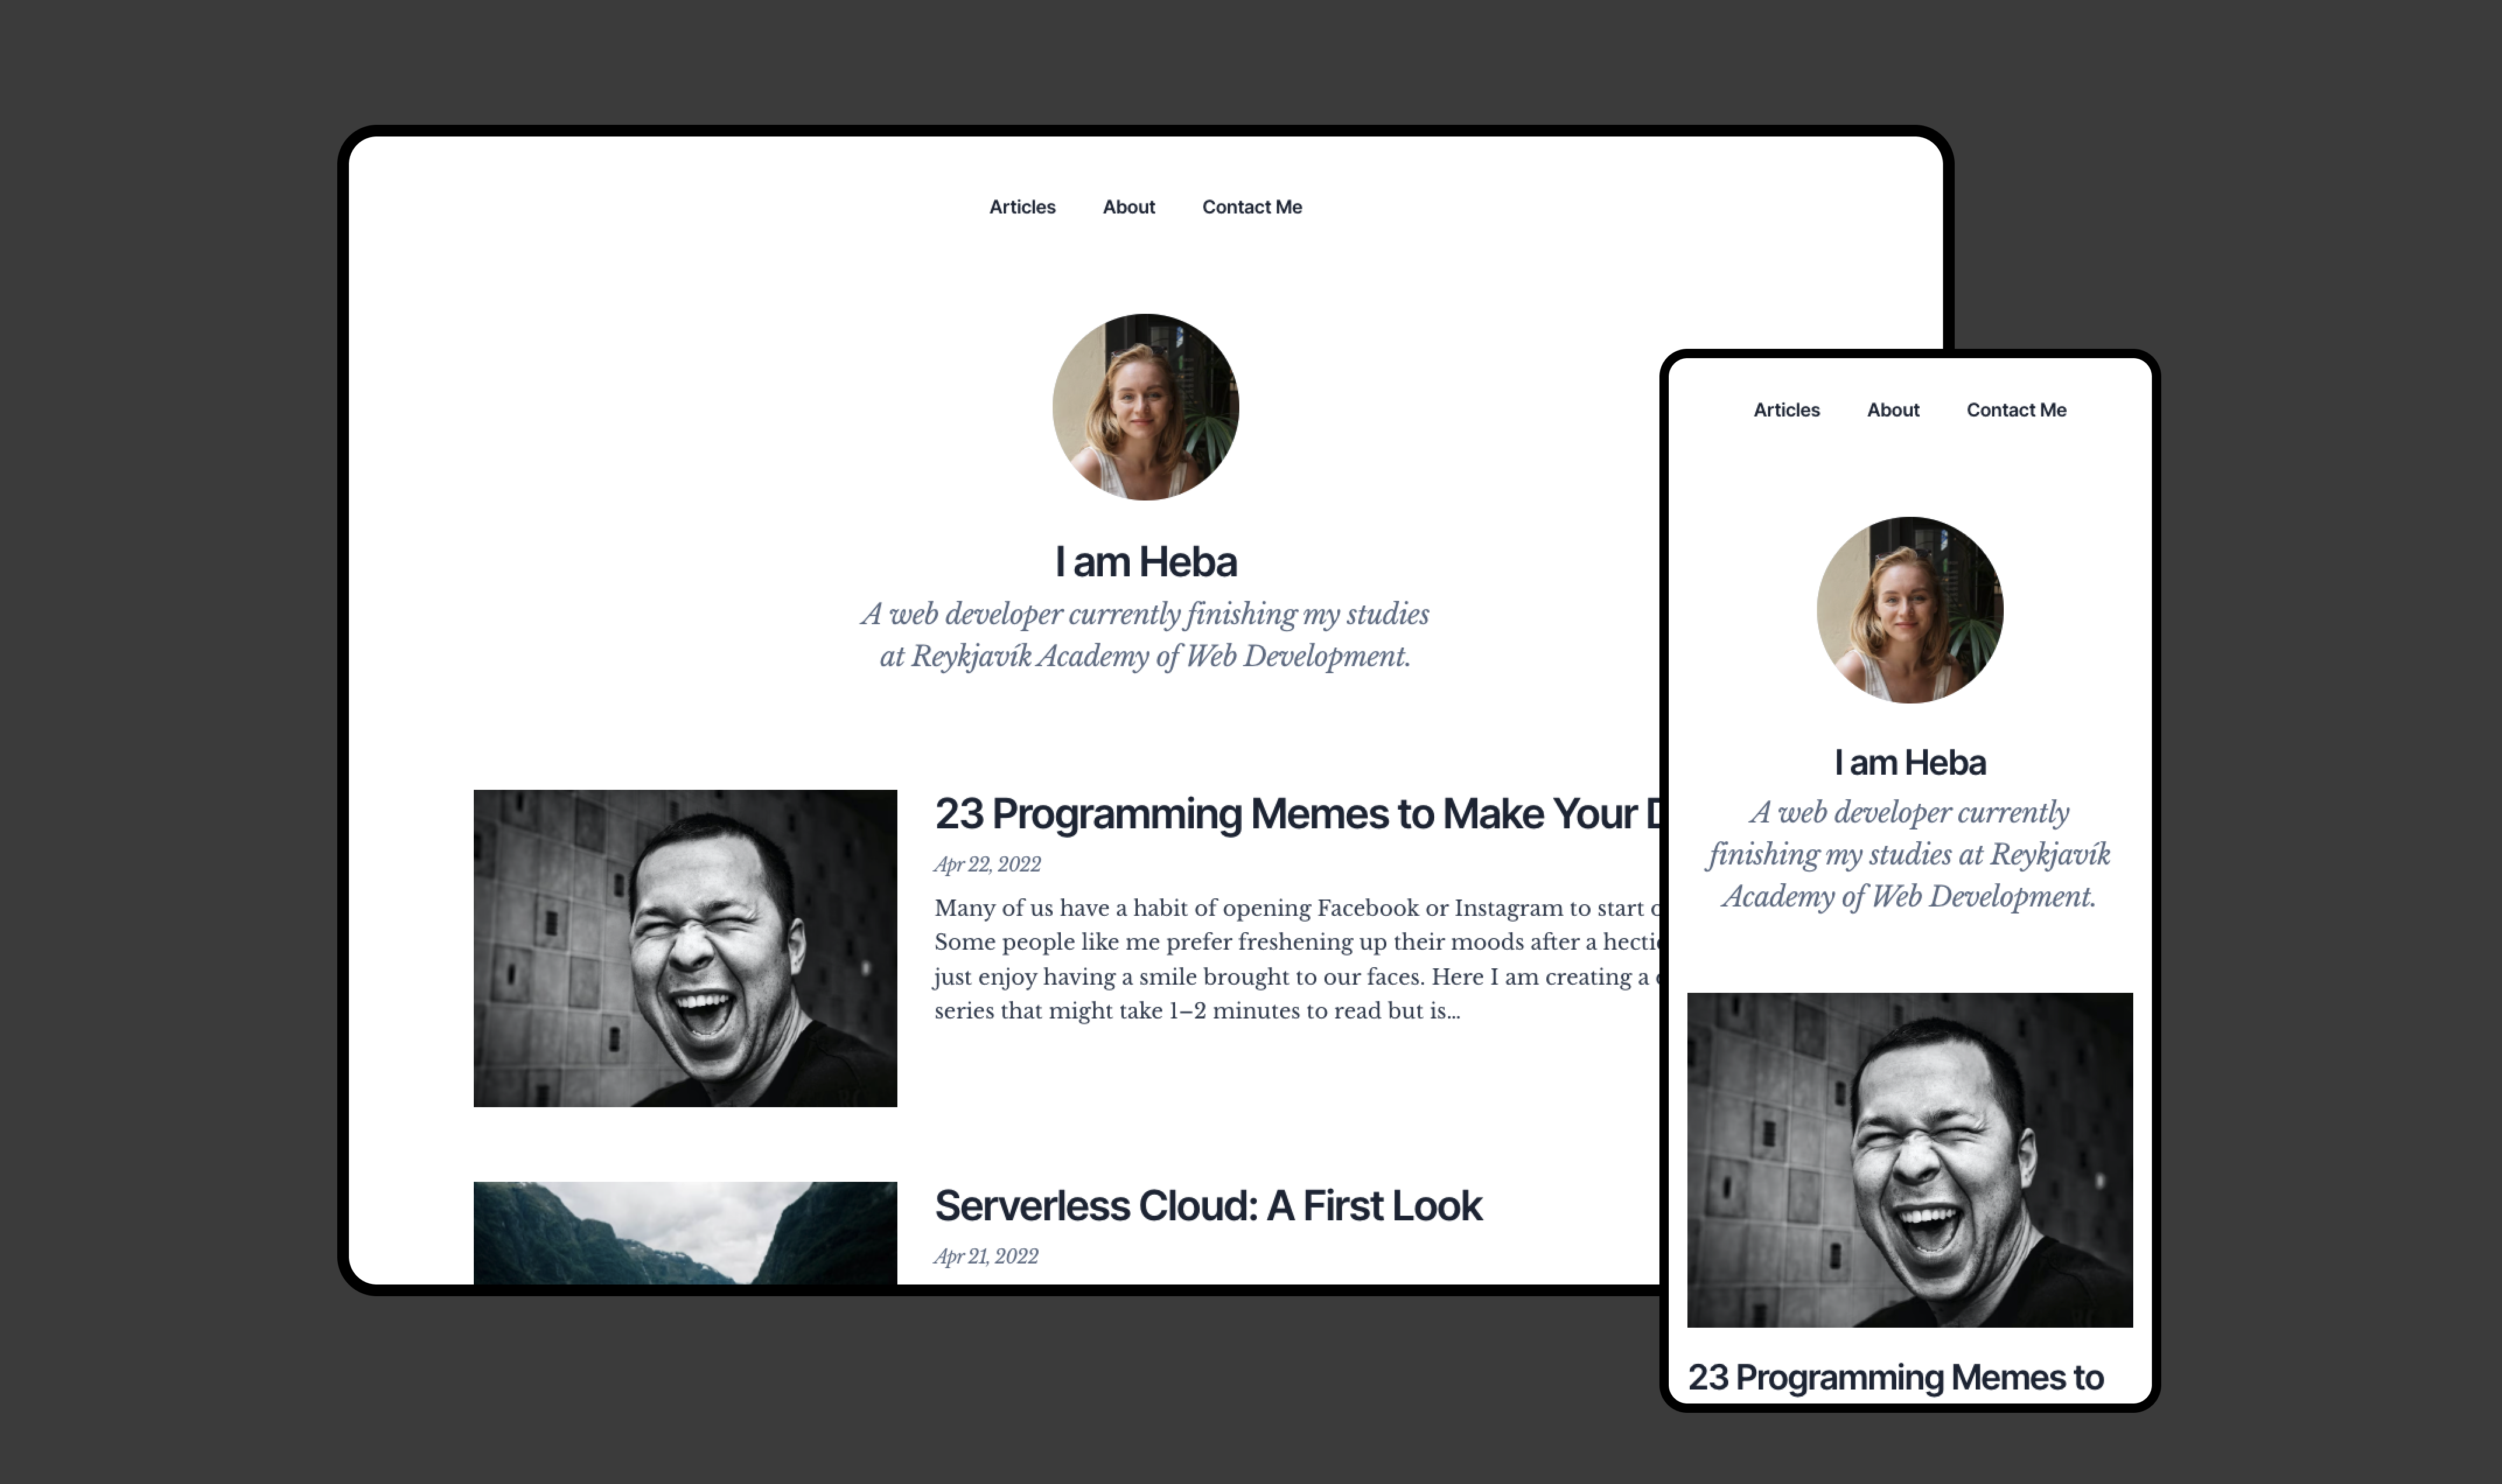 Articles About Contact Me
I am Heba
A web developer currently finishing my studies
at Reykjavík Academy of Web Development.
23 Programming Memes to Make Your
Apr 22, 2022
Many of us have a habit of opening Facebook or Instagram to start
Some people like me prefer freshening up their moods after a
just enjoy having a smile brought to our faces. Here I am creating a
series that might take 1–2 minutes to read but is…
Serverless Cloud: A First Look
Apr 21, 2022
Articles About Contact Me
I am Heba
A web developer currently
finishing my studies at Reykjavík
Academy of Web Development.
23 Programming Memes to